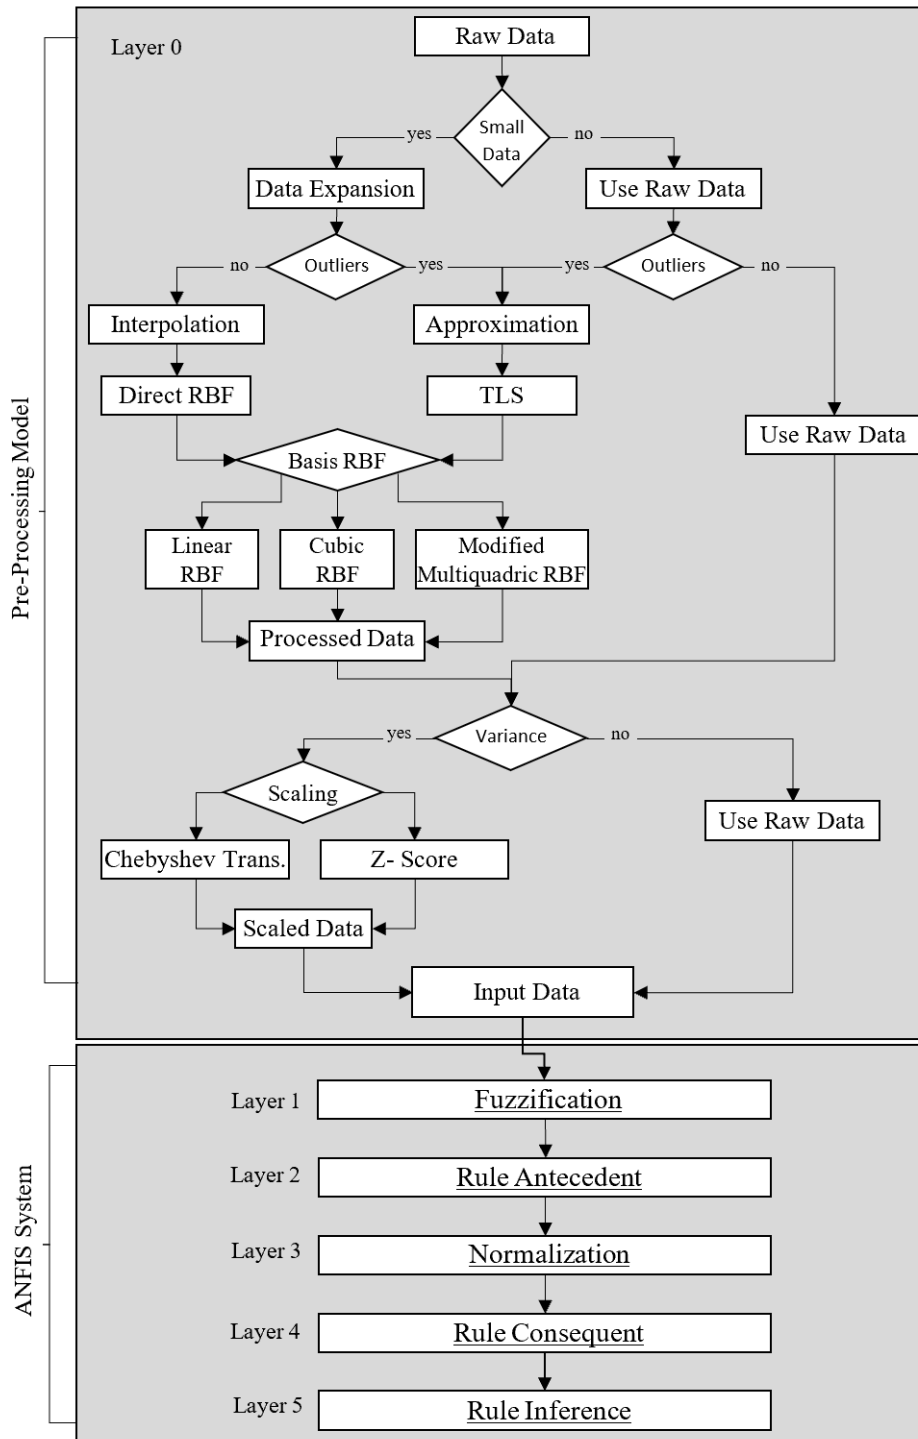 Layer 0
Raw Data
yes
Small
Data
no
Data Expansion
Use Raw Data
no
Outliers
yes
yes
Outliers
no
Interpolation
Approximation
Direct RBF
TLS
Use Raw Data
Basis RBF
Linear
RBF
Cubic
RBF
Modified
Multiquadric RBF
Processed Data
yes
Variance
no
Scaling
Use Raw Data
Chebyshev Trans.
Z- Score
Scaled Data
Input Data
Pre-Processing Model
Layer 1
Fuzzification
Layer 2
Rule Antecedent
Layer 3
Normalization
Layer 4
Rule Consequent
Layer 5
Rule Inference
ANFIS System